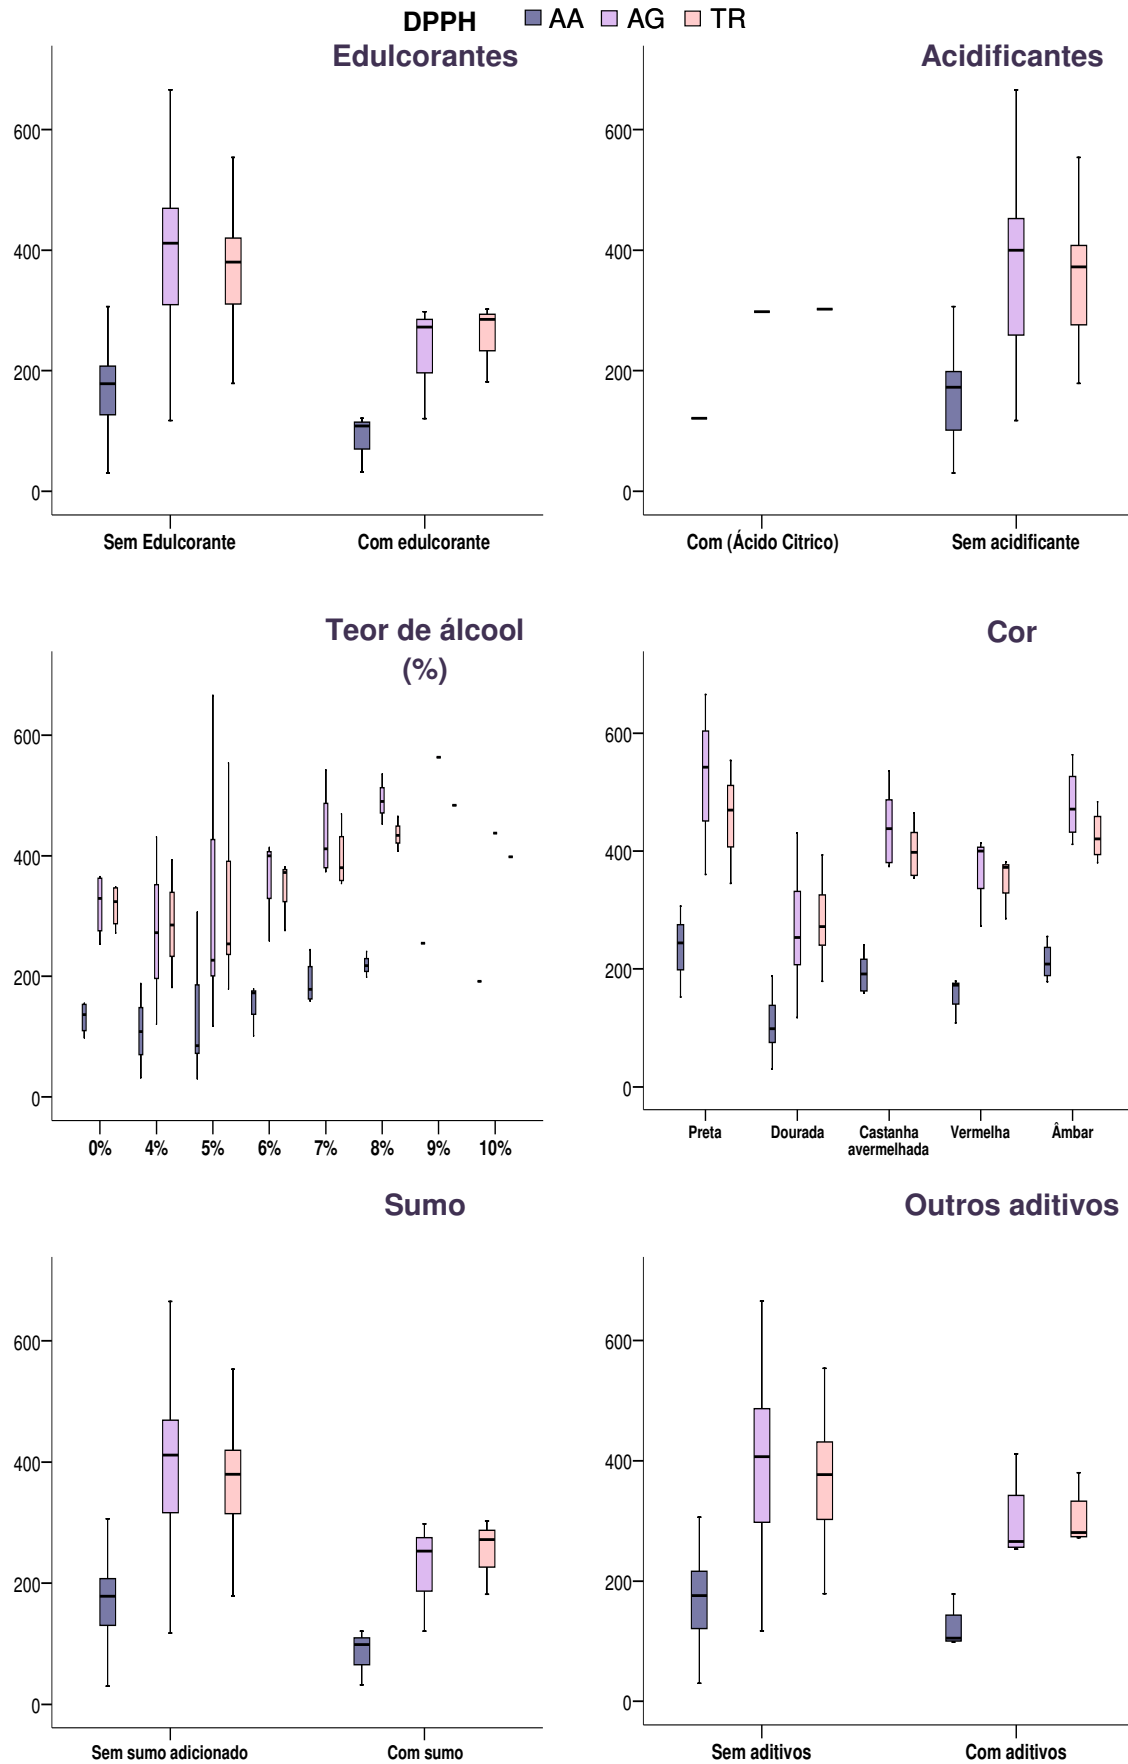 DPPH AA AG TR
Edulcorantes
600
400
200
0
Sem Edulcorante Com edulcorante
Acidificantes
600
400
200
0
Com (Ácido Citrico) Sem acidificante
Teor de álcool
(%)
600
400
200
0
0% 4% 5% 6% 7% 8% 9% 10%
Cor
600
400
200
0
Preta Dourada Castanha Vermelha Âmbar
avermelhada
Sumo
600
400
200
0
Sem sumo adicionado Com sumo
Outros aditivos
600
400
200
0
Sem aditivos Com aditivos